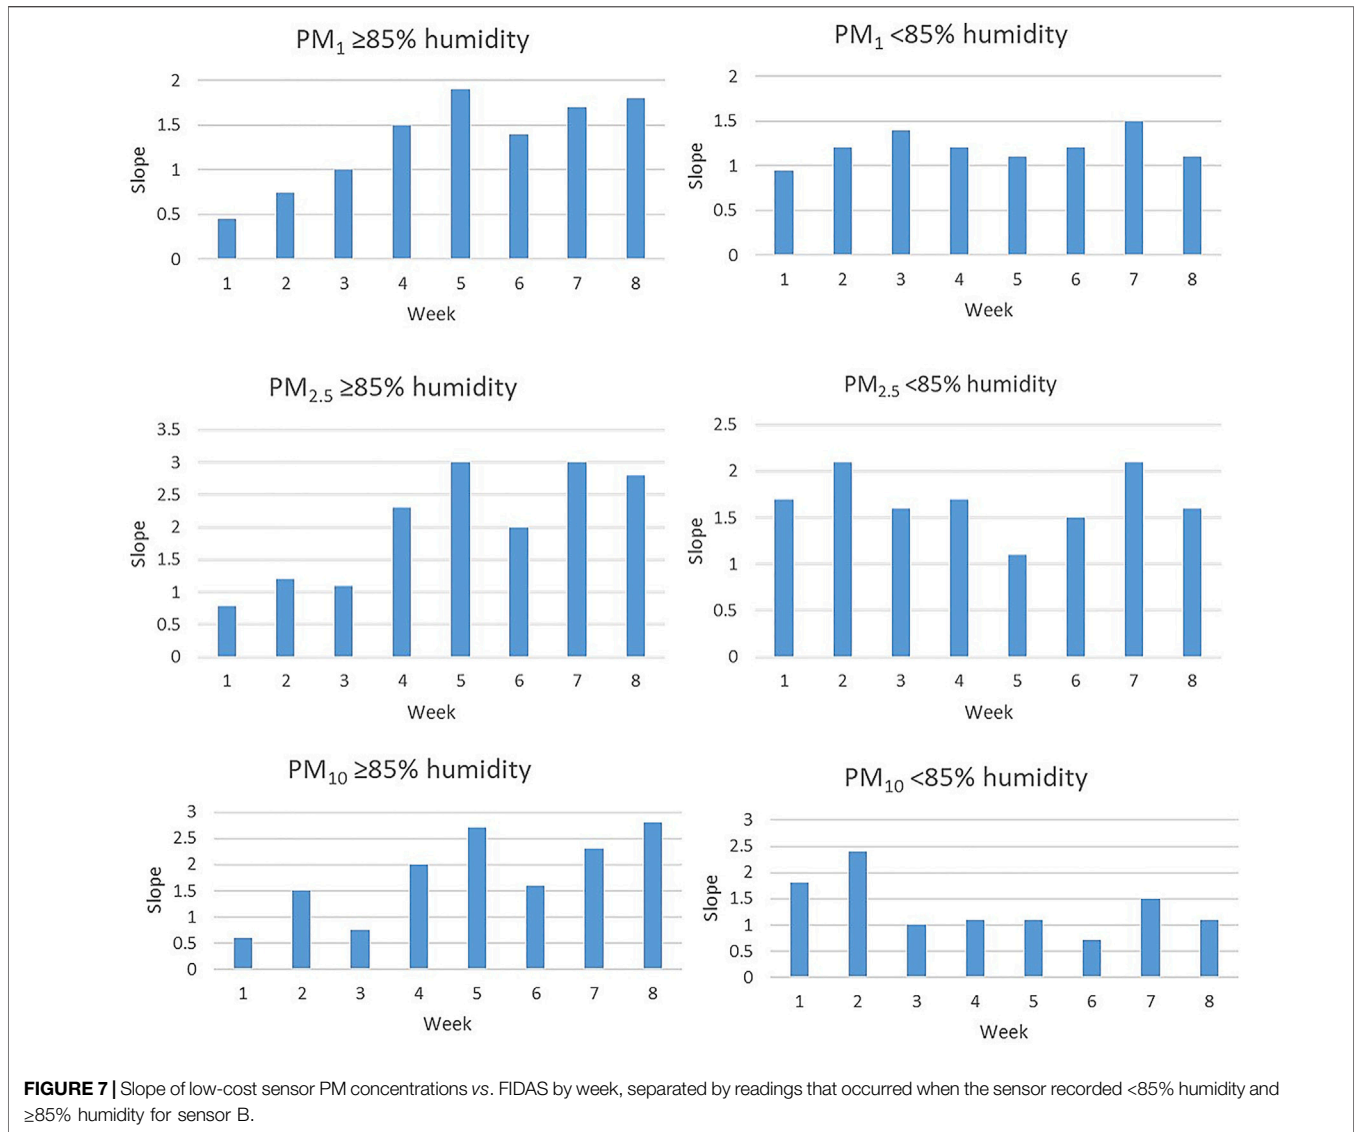 PM1 ≥85% humidity
2
1.5
1
0.5
0
Slope
1 2 3 4 5 6 7 8
Week
PM1 <85% humidity
2
1.5
1
0.5
0
Slope
1 2 3 4 5 6 7 8
Week
PM2.5 ≥85% humidity
3.5
3
2.5
2
1.5
1
0.5
0
Slope
1 2 3 4 5 6 7 8
Week
PM2.5 <85% humidity
2.5
2
1.5
1
0.5
0
Slope
1 2 3 4 5 6 7 8
Week
PM10 ≥85% humidity
3
2.5
2
1.5
1
0.5
0
Slope
1 2 3 4 5 6 7 8
Week
PM10 <85% humidity
3
2.5
2
1.5
1
0.5
0
Slope
1 2 3 4 5 6 7 8
Week
FIGURE 7 | Slope of low-cost sensor PM concentrations vs. FIDAS by week, separated by readings that occurred when the sensor recorded <85% humidity and
≥85% humidity for sensor B.